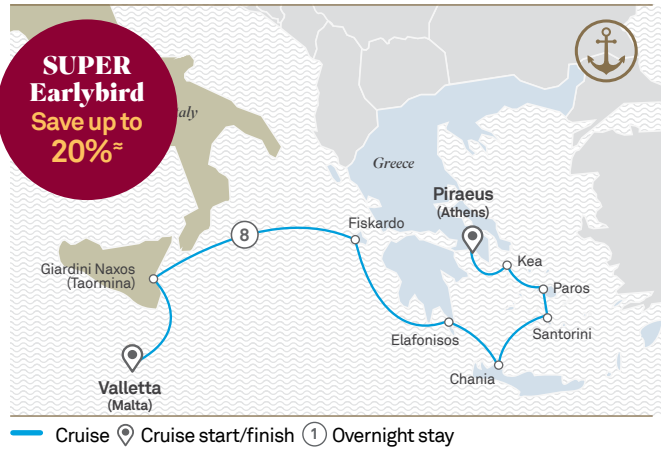 SUPER
Earlybird
Save up to
20%≈
aly
Greece
Piraeus
(Athens)
8
Fiskardo
Kea
Giardini Naxos
(Taormina)
Paros
Santorini
Elafonisos
Chania
Valletta
(Malta)
Cruise Cruise start/finish 1 Overnight stay